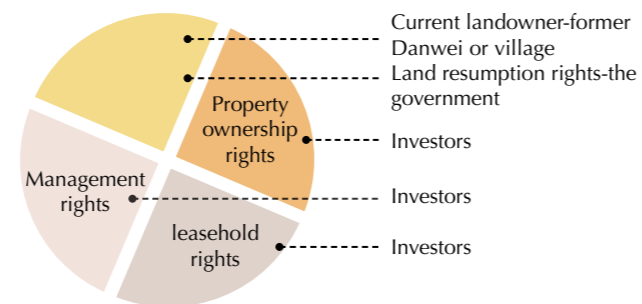 Current landowner-former
Danwei or village
Land resumption rights-the
government
Property
ownership
rights
Investors
Management
rights
Investors
leasehold
rights
Investors